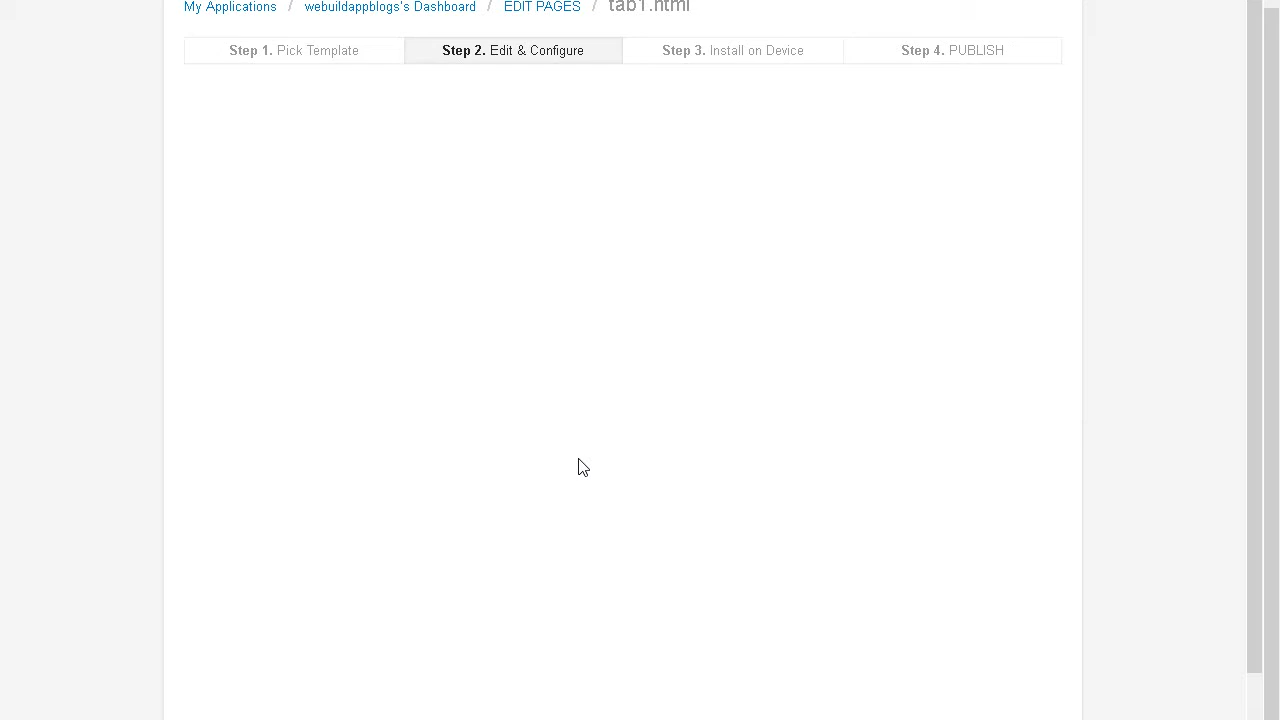 My Applications / webuildappblogs's Dashboard / EDIT PAGES / tab1.html
Step 1. Pick Template Step 2. Edit & Configure Step 3. Install on Device Step 4. PUBLISH